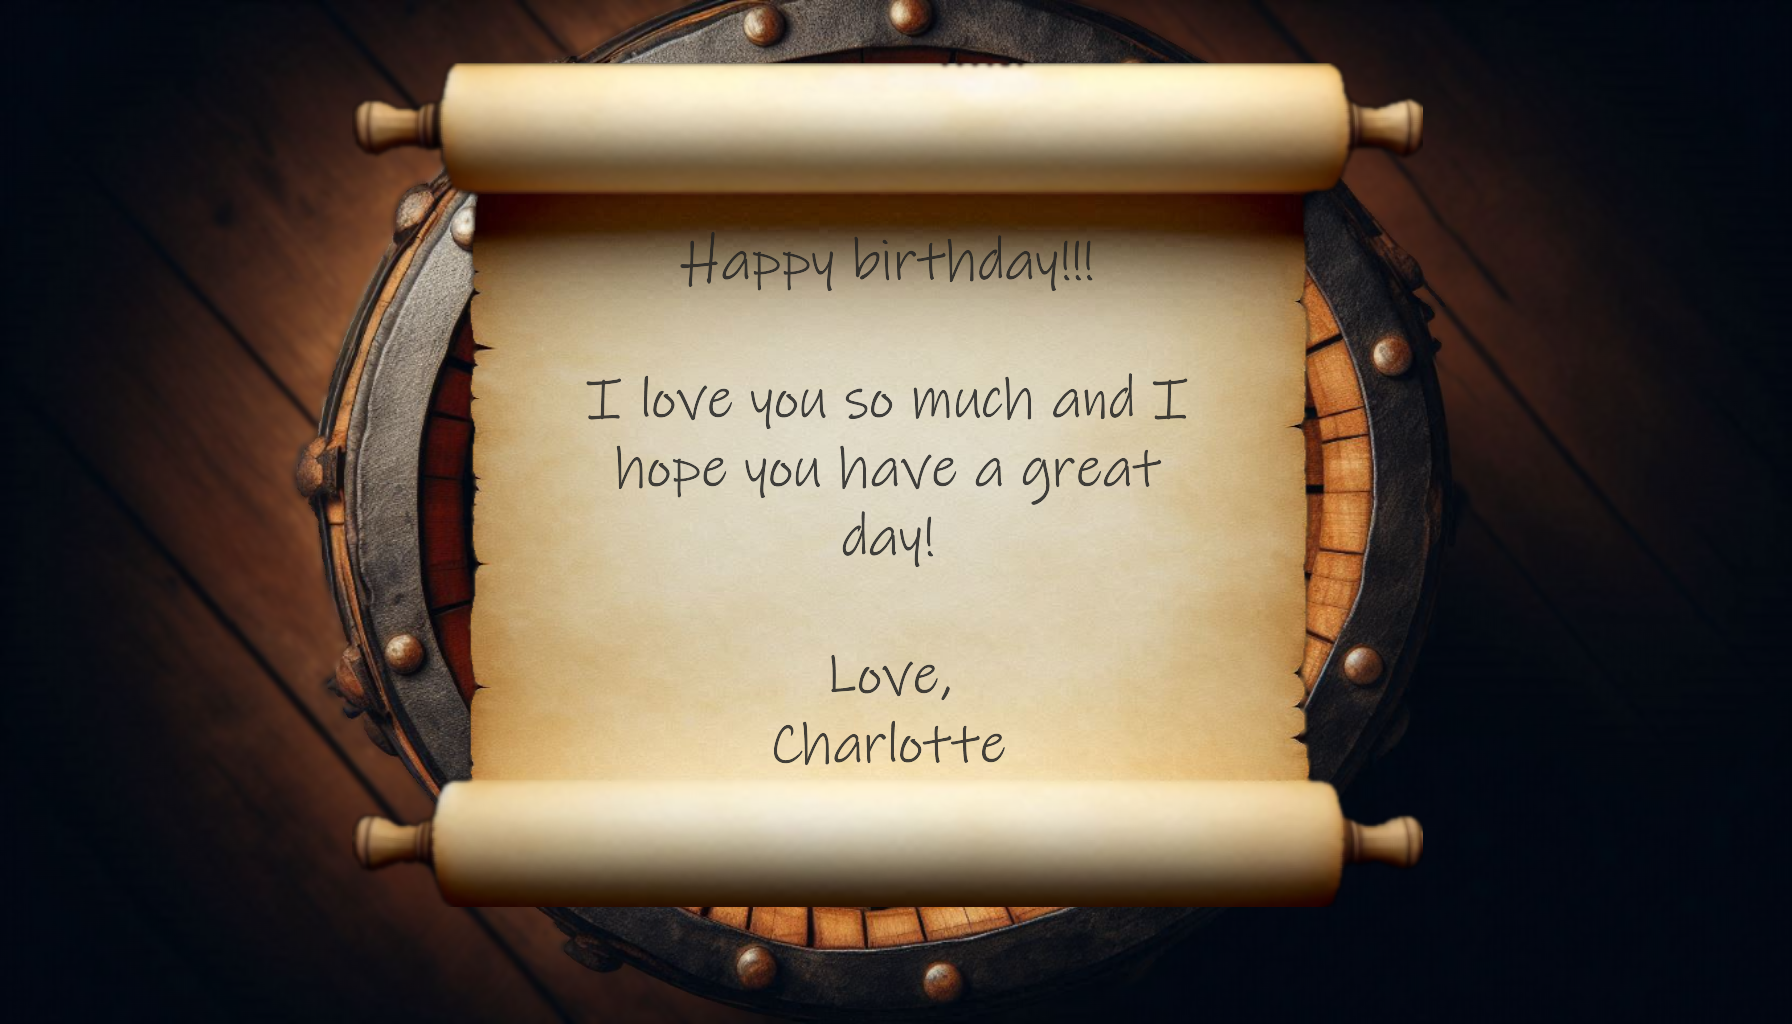 Happy birthday!!!
I love you so much and I
hope you have a great
day!
Love,
Charlotte